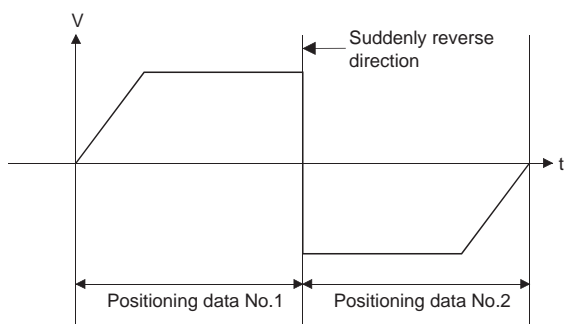 V
Suddenly reverse
direction
t
Positioning data No.1
Positioning data No.2